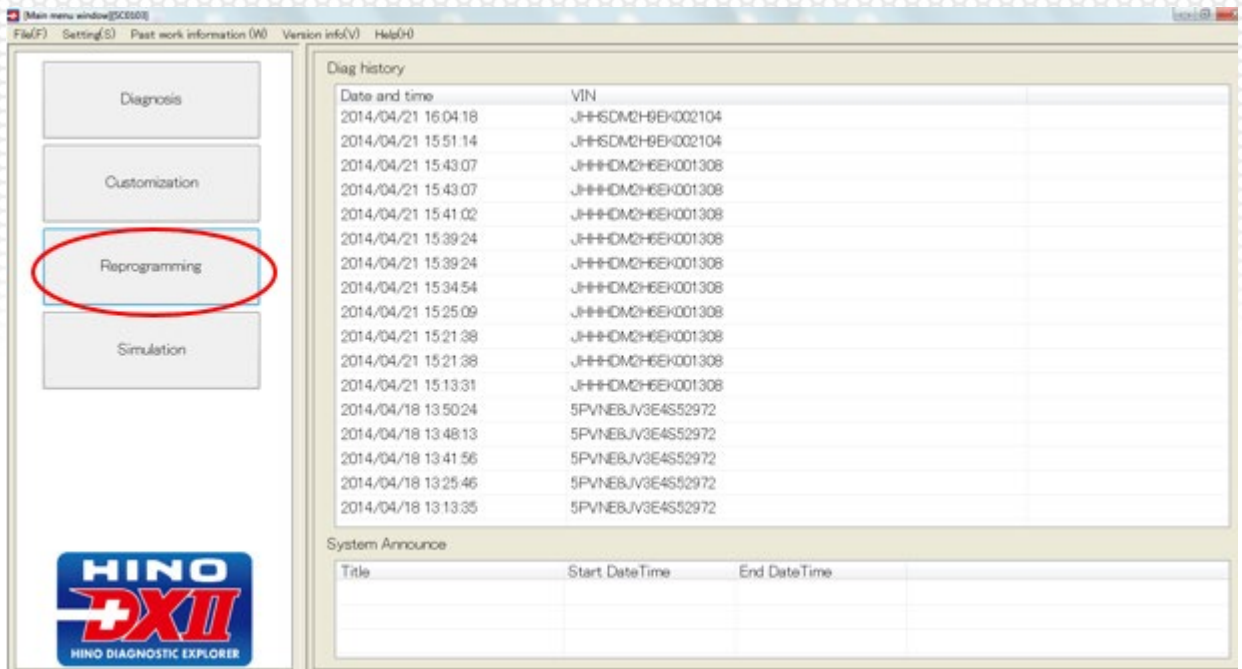 [Main menu window][SC0103]
File(F) Setting(S) Past work information (W) Version info(V) Help(H)
Diagnosis
Customization
Reprogramming
Simulation
HINO
DXII
HINO DIAGNOSTIC EXPLORER
Diag history
Date and time VIN
2014/04/21 16:04:18 JHHSDM2H9EK002104
2014/04/21 15:51:14 JHHSDM2H9EK002104
2014/04/21 15:43:07 JHHHDM2H6EK001308
2014/04/21 15:43:07 JHHHDM2H6EK001308
2014/04/21 15:41:02 JHHHDM2H6EK001308
2014/04/21 15:39:24 JHHHDM2H6EK001308
2014/04/21 15:39:24 JHHHDM2H6EK001308
2014/04/21 15:34:54 JHHHDM2H6EK001308
2014/04/21 15:25:09 JHHHDM2H6EK001308
2014/04/21 15:21:38 JHHHDM2H6EK001308
2014/04/21 15:21:38 JHHHDM2H6EK001308
2014/04/21 15:13:31 JHHHDM2H6EK001308
2014/04/18 13:50:24 5PVNE8JV3E4S52972
2014/04/18 13:48:13 5PVNE8JV3E4S52972
2014/04/18 13:41:56 5PVNE8JV3E4S52972
2014/04/18 13:25:46 5PVNE8JV3E4S52972
2014/04/18 13:13:35 5PVNE8JV3E4S52972
System Announce
Title Start DateTime End DateTime